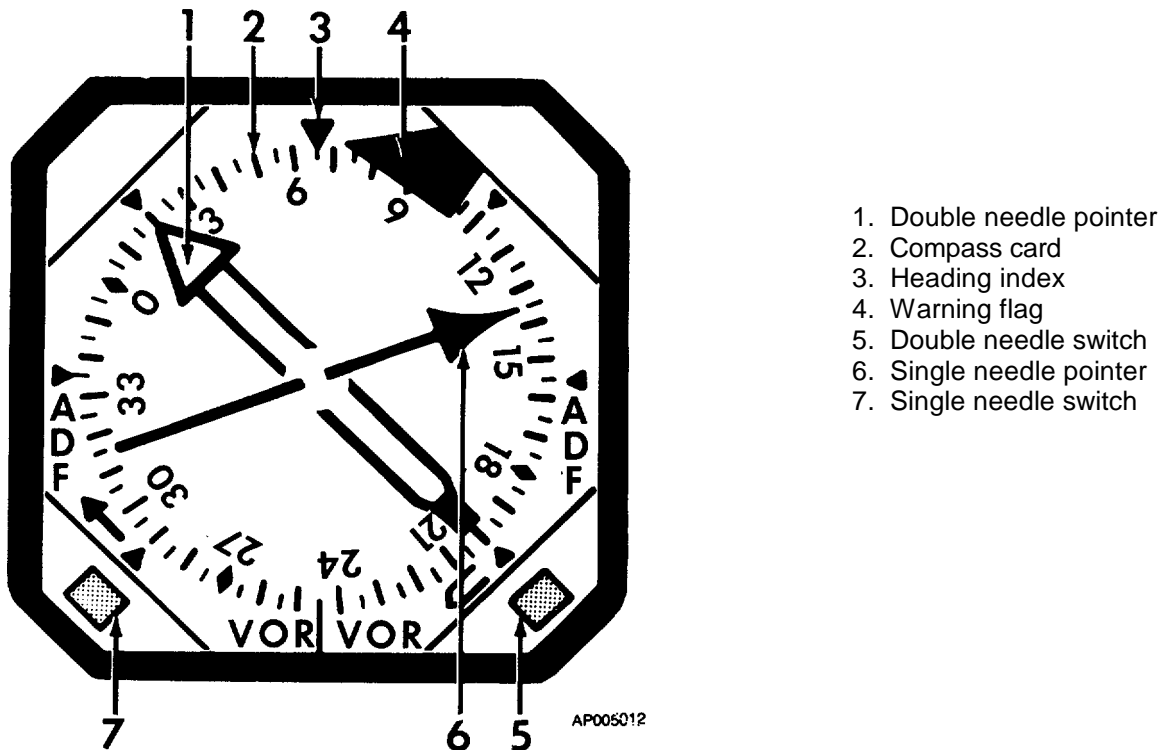 1 2 3 4
0 3 6 9 12 15 18 21 24 27 30 33
A
D
F
A
D
F
VOR VOR
7 6 5
AP005012
1. Double needle pointer
2. Compass card
3. Heading index
4. Warning flag
5. Double needle switch
6. Single needle pointer
7. Single needle switch